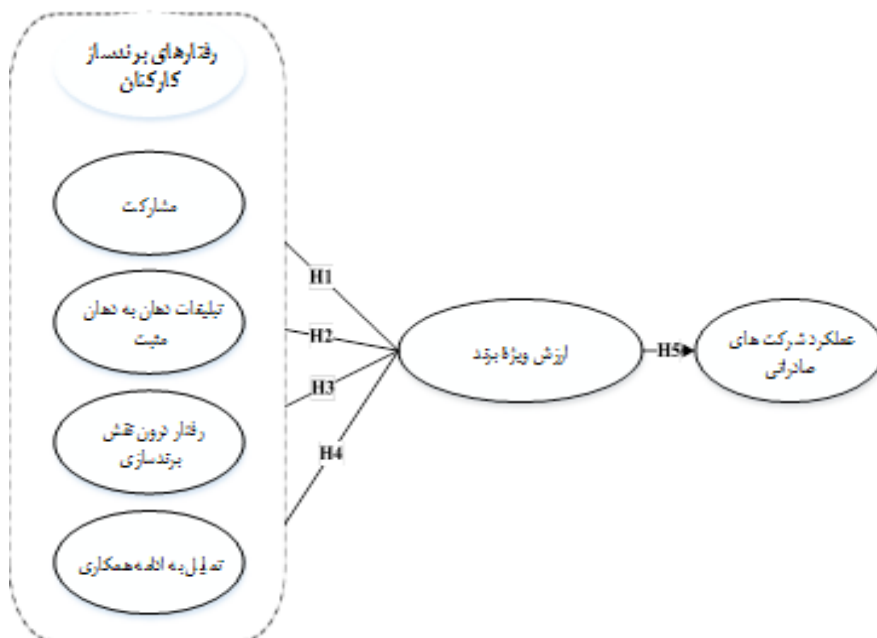 رفتارهای برندساز
کارکنان
مشارکت
H1
تبلیغات دهان به دهان
مثبت
H2
ارزش ویژۀ برند
H5
عملکرد شرکت های
صادراتی
H3
رفتار درون نقش
برندسازی
H4
تمایل به ادامه همکاری